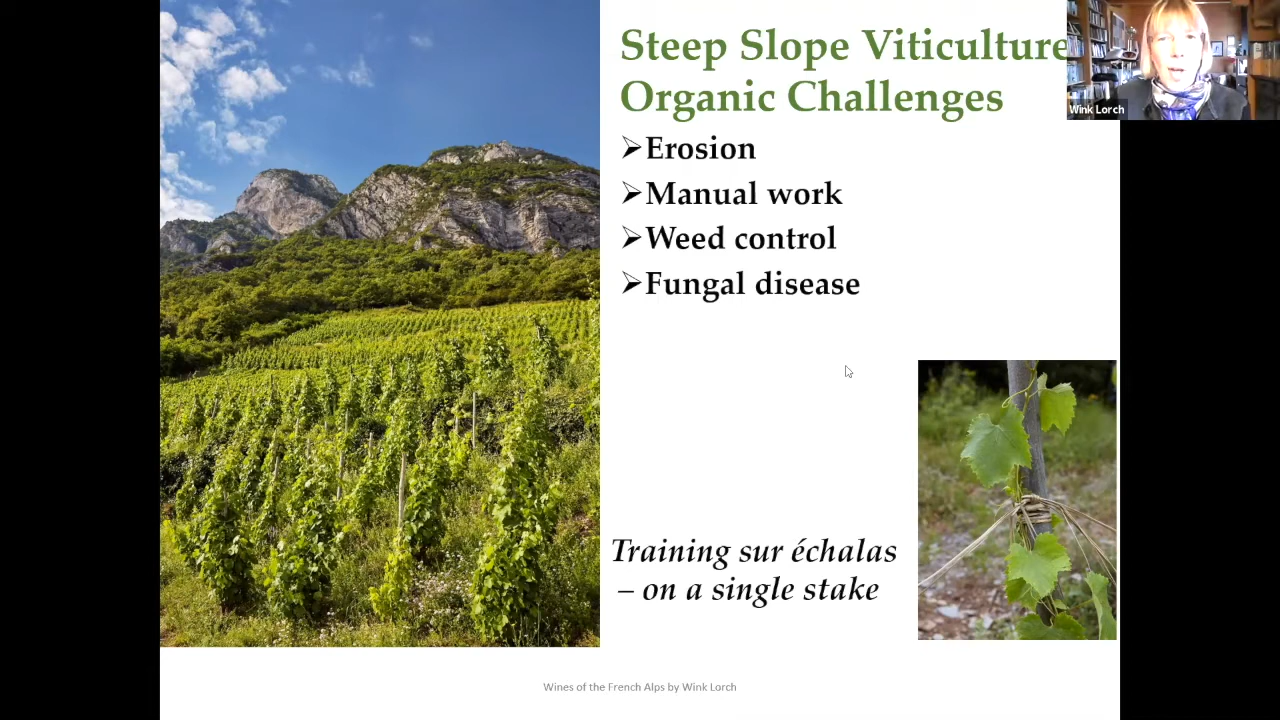 Steep Slope Viticulture
Organic Challenges
Wink Lorch
➢Erosion
➢Manual work
➢Weed control
➢Fungal disease
Training sur échalas
– on a single stake
Wines of the French Alps by Wink Lorch